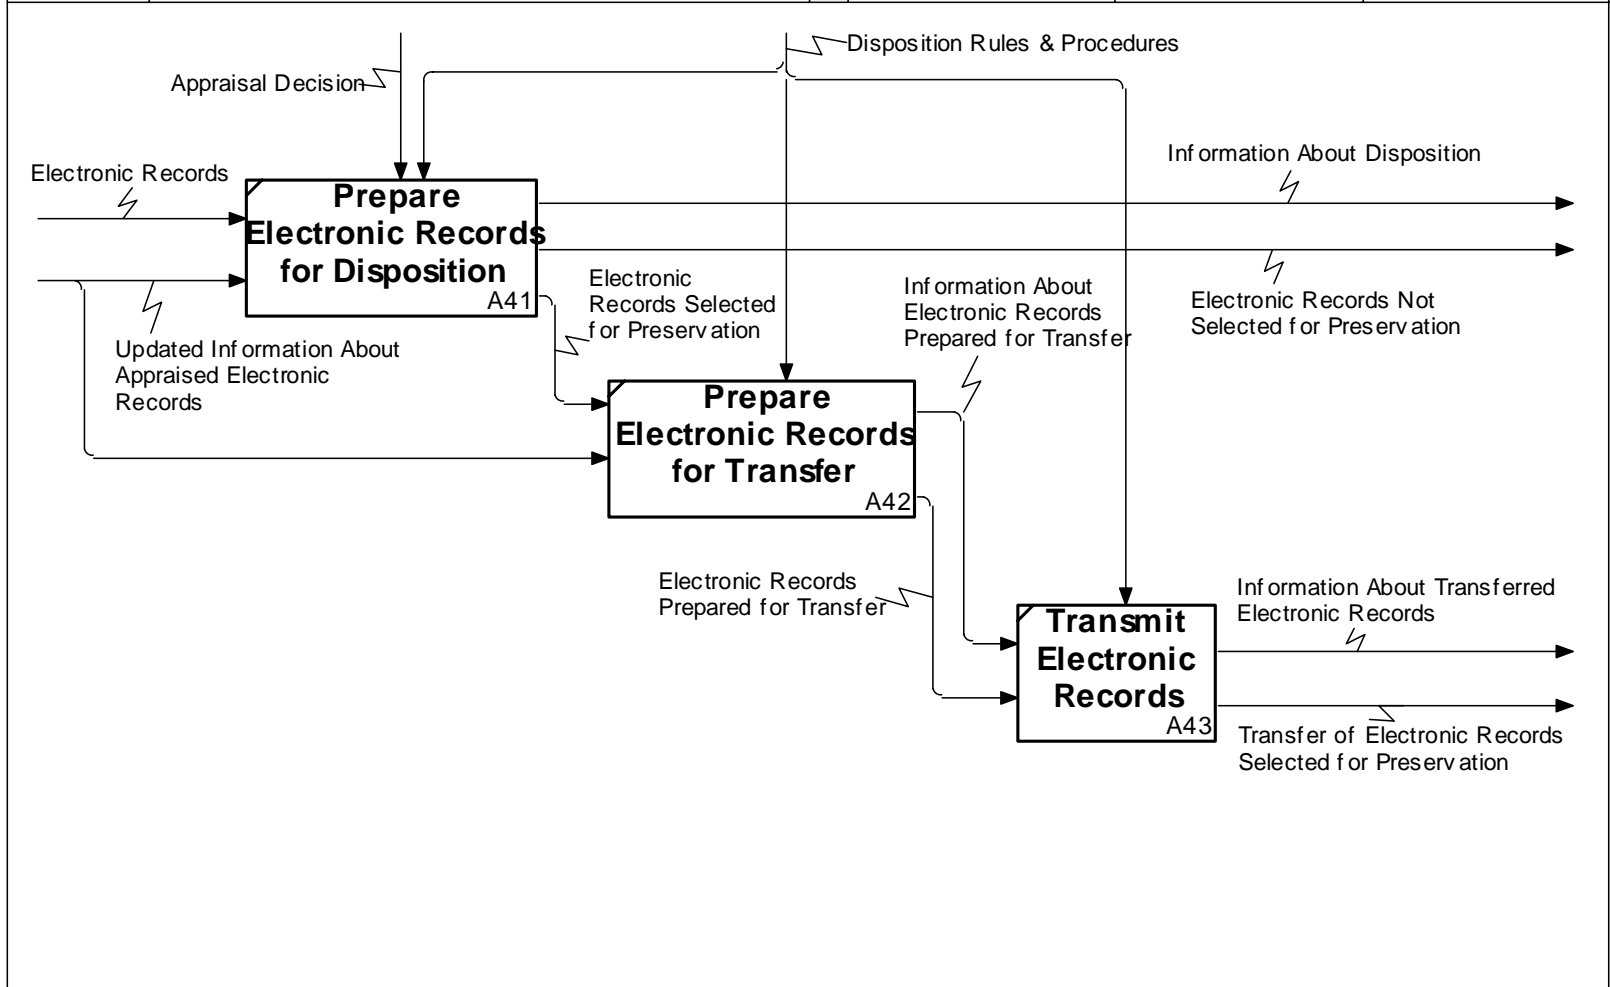 Disposition Rules & Procedures
Appraisal Decision
Information About Disposition
Electronic Records
Prepare
Electronic Records
for Disposition
A41
Updated Information About
Appraised Electronic
Records
Electronic
Records Selected
for Preservation
Information About
Electronic Records
Prepared for Transfer
Electronic Records Not
Selected for Preservation
Prepare
Electronic Records
for Transfer
A42
Electronic Records
Prepared for Transfer
Information About Transferred
Electronic Records
Transmit
Electronic
Records
A43
Transfer of Electronic Records
Selected for Preservation